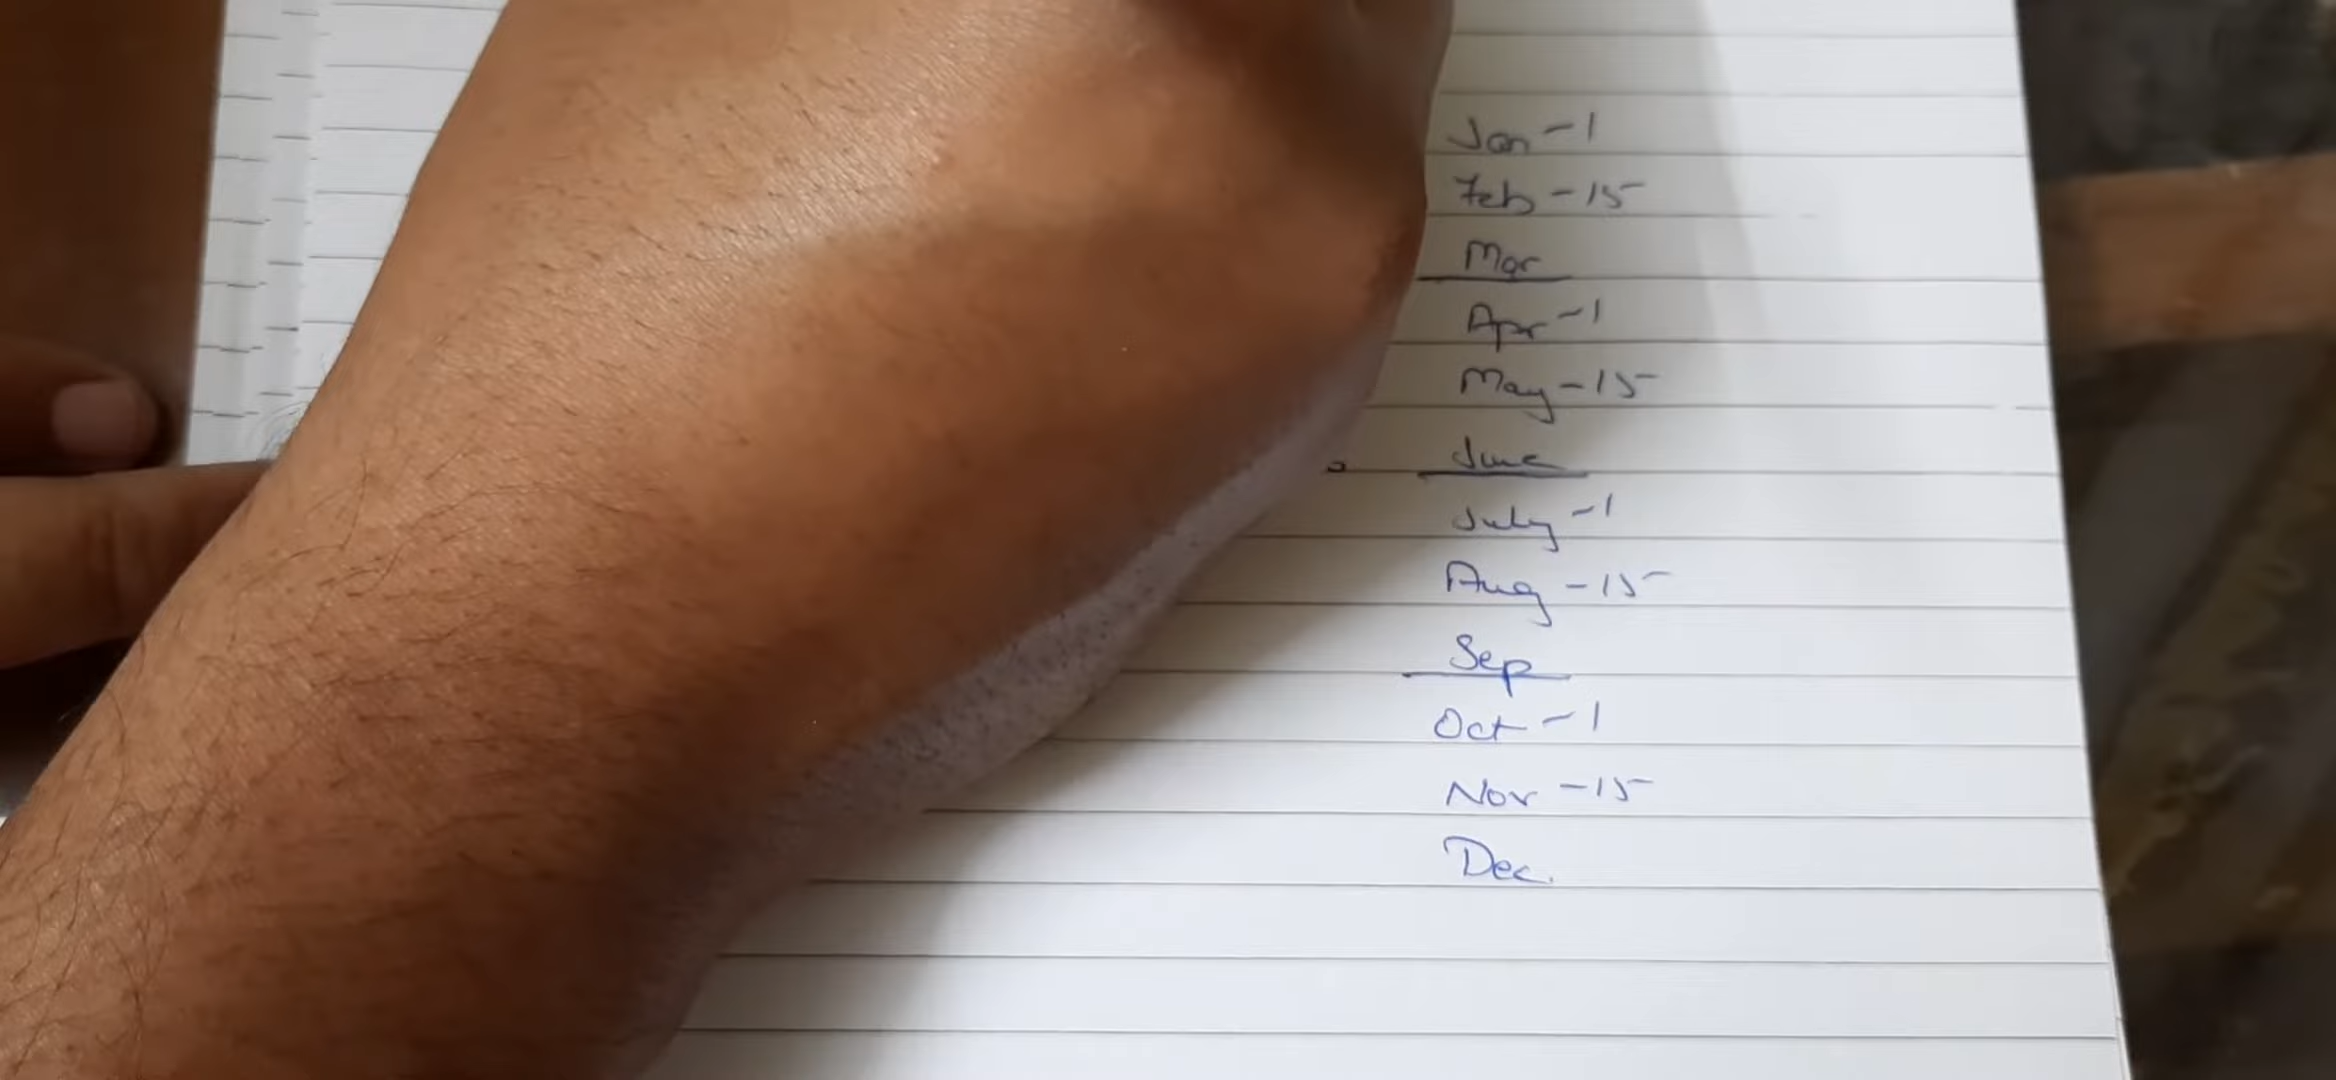 Jan - 1
Feb - 15
Mar
Apr - 1
May - 15
June
July - 1
Aug - 15
Sep
Oct - 1
Nov - 15
Dec.